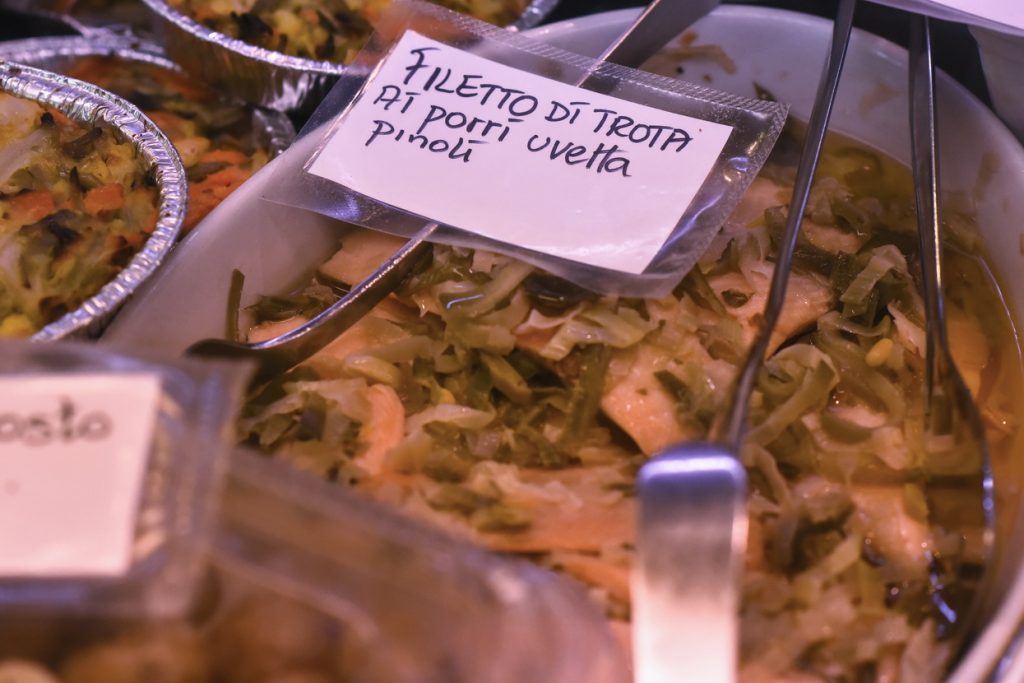 FILETTO DI TROTA
AI porri uvetta
pinoli